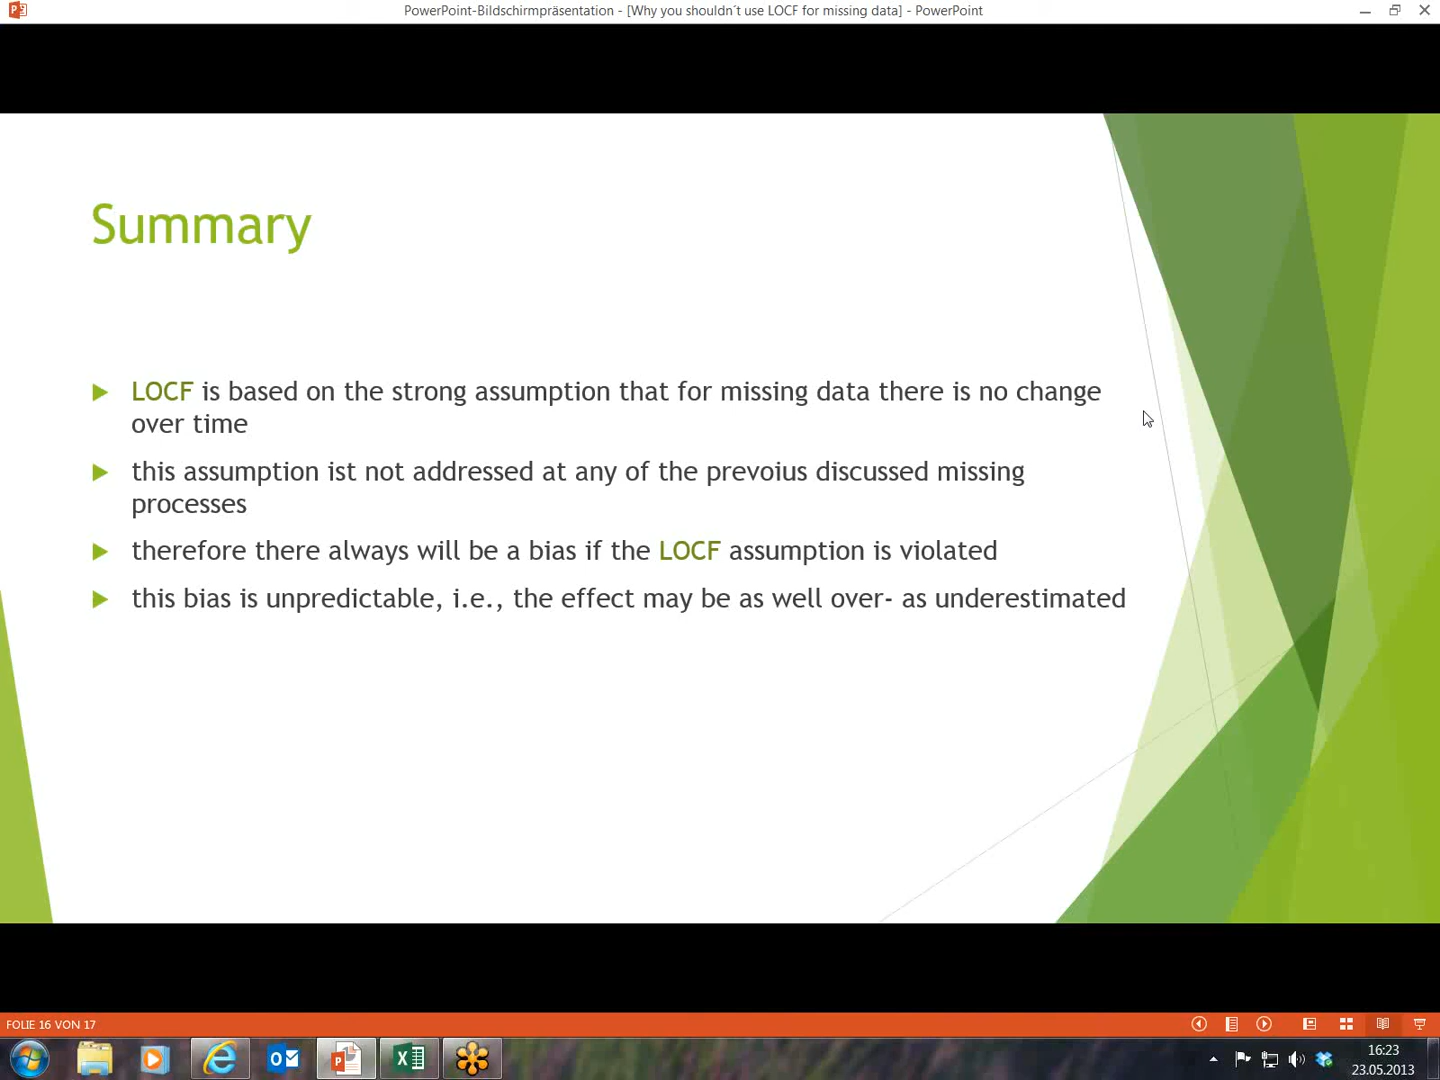 PowerPoint-Bildschirmpräsentation - [Why you shouldn´t use LOCF for missing data] - PowerPoint
Summary
LOCF is based on the strong assumption that for missing data there is no change
over time
this assumption ist not addressed at any of the prevoius discussed missing
processes
therefore there always will be a bias if the LOCF assumption is violated
this bias is unpredictable, i.e., the effect may be as well over- as underestimated
FOLIE 16 VON 17
16:23
23.05.2013